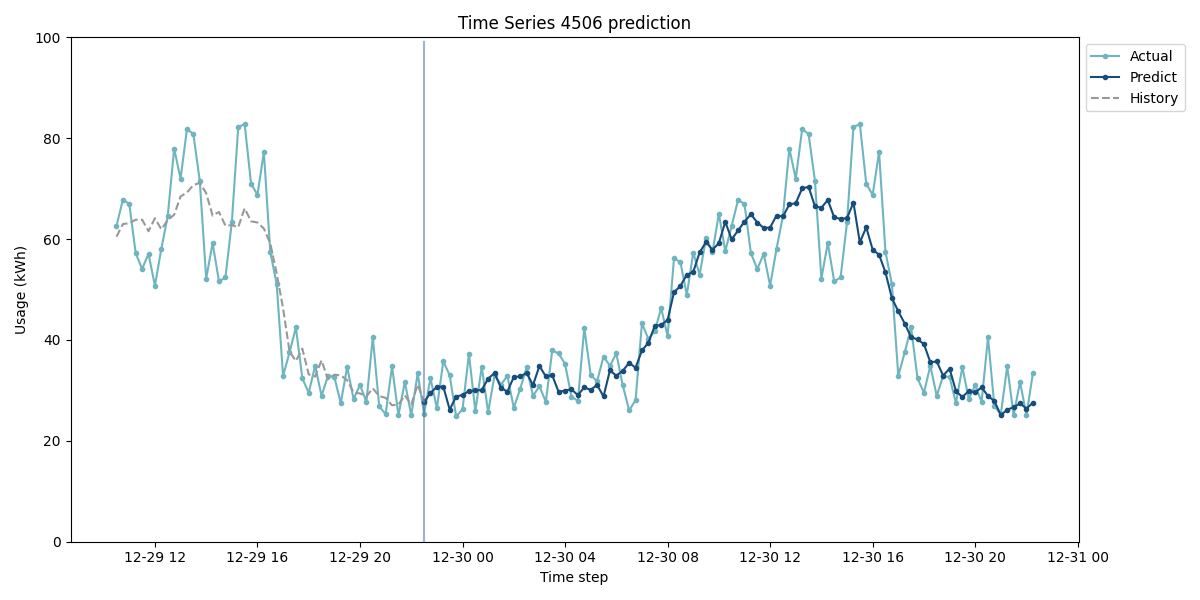 Time Series 4506 prediction
Usage (kWh)
100
80
60
40
20
0
12-29 12
12-29 16
12-29 20
12-30 00
12-30 04
12-30 08
12-30 12
12-30 16
12-30 20
12-31 00
Time step
Actual
Predict
History